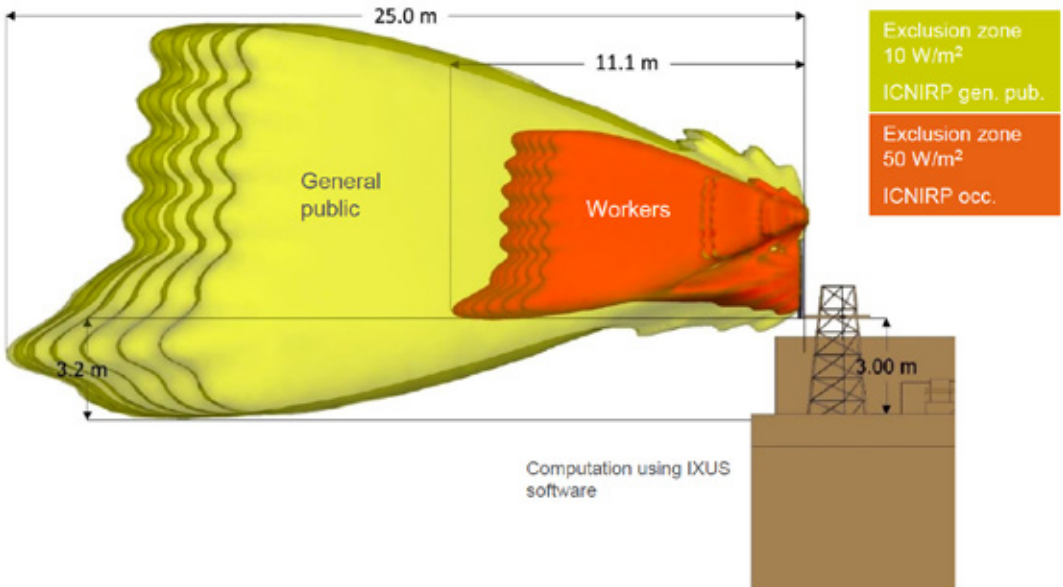 25.0 m
11.1 m
Exclusion zone
10 W/m²
ICNIRP gen. pub.
Exclusion zone
50 W/m²
ICNIRP occ.
General
public
Workers
3.2 m
3.00 m
Computation using IXUS
software